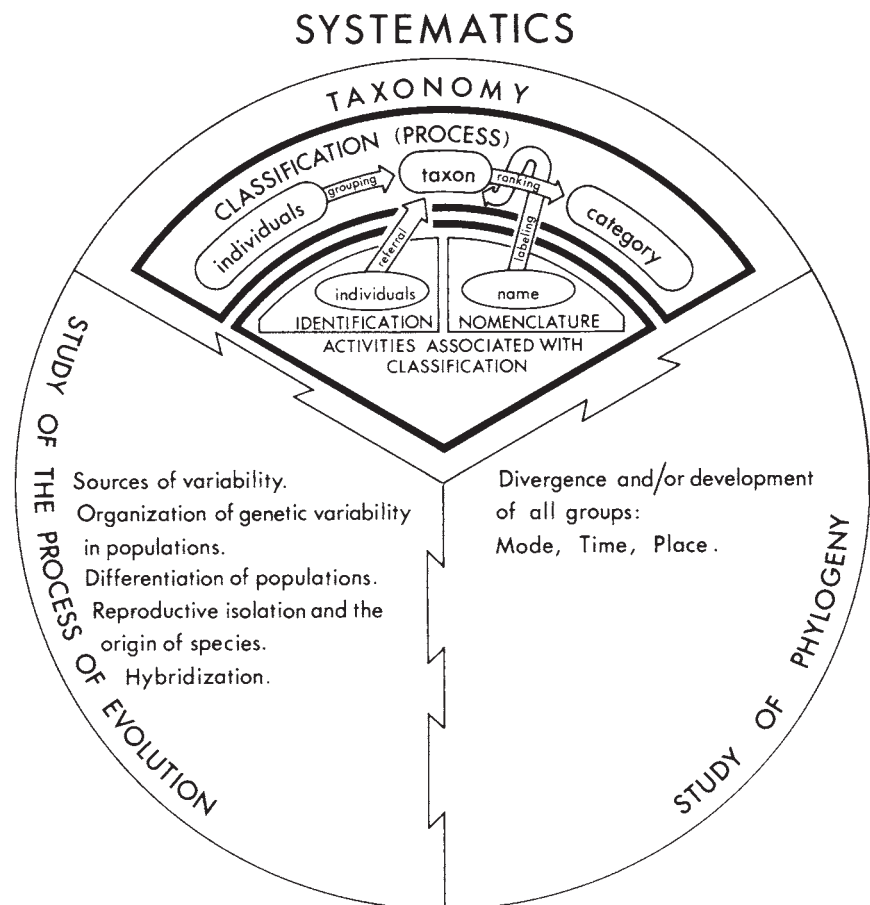 SYSTEMATICS
TAXONOMY
CLASSIFICATION (PROCESS)
individuals
grouping
taxon
ranking
category
referral
labeling
individuals
name
IDENTIFICATION
NOMENCLATURE
ACTIVITIES ASSOCIATED WITH
CLASSIFICATION
STUDY OF THE PROCESS OF EVOLUTION
Sources of variability.
Organization of genetic variability
in populations.
Differentiation of populations.
Reproductive isolation and the
origin of species.
Hybridization.
Divergence and/or development
of all groups:
Mode, Time, Place.
STUDY OF PHYLOGENY